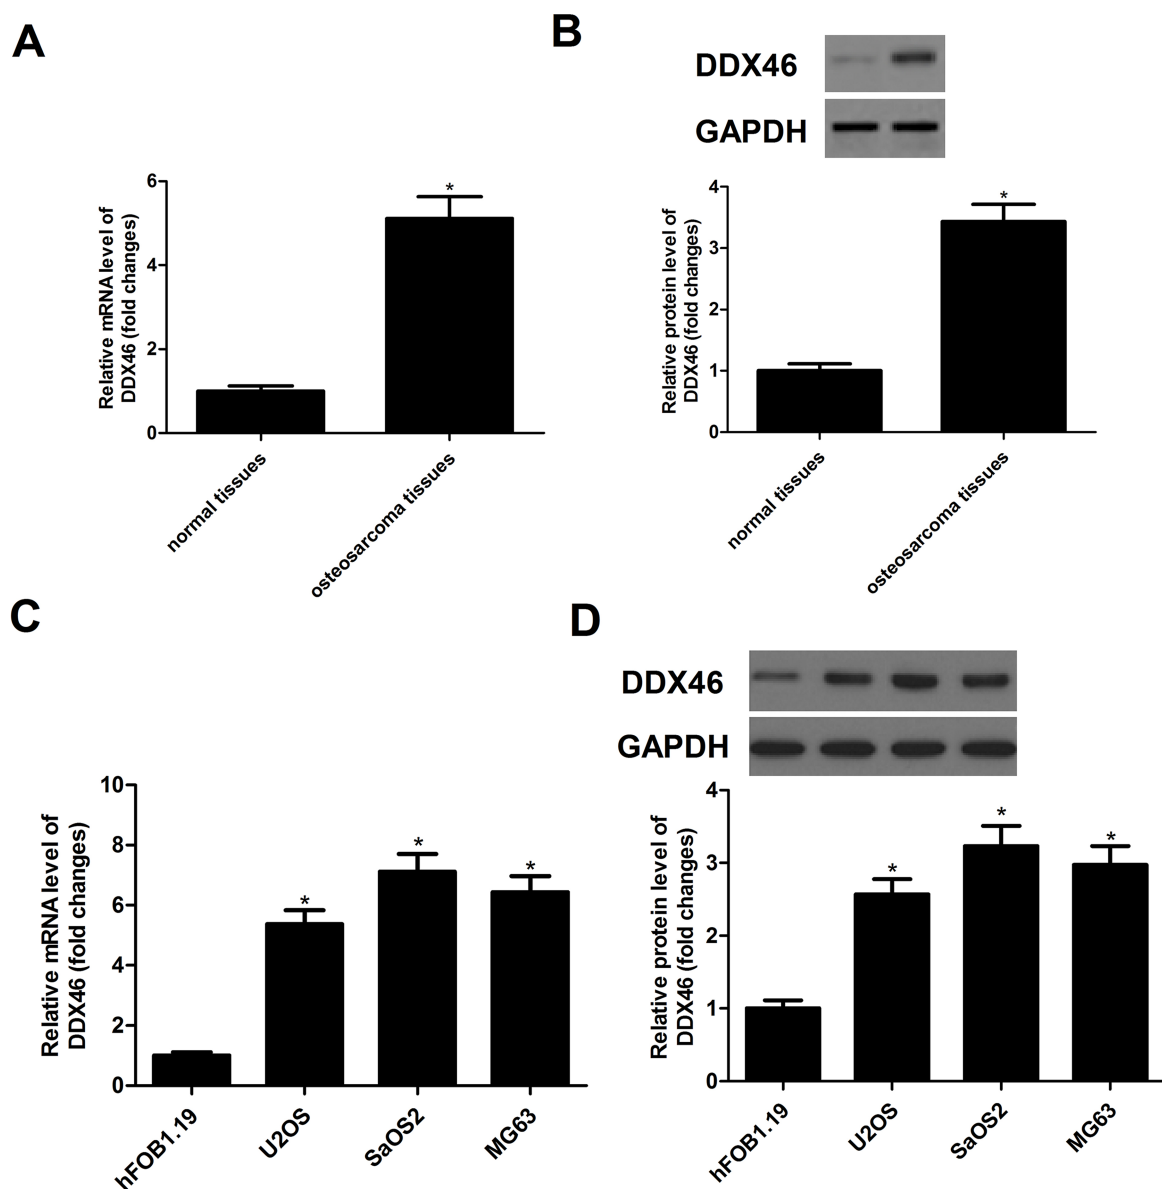 A
B
DDX46
GAPDH
Relative mRNA level of
DDX46 (fold changes)
6
4
2
0
*
normal tissues
osteosarcoma tissues
Relative protein level of
DDX46 (fold changes)
4
3
2
1
0
*
normal tissues
osteosarcoma tissues
C
D
DDX46
GAPDH
Relative mRNA level of
DDX46 (fold changes)
10
8
6
4
2
0
*
*
*
hFOB1.19
U2OS
SaOS2
MG63
Relative protein level of
DDX46 (fold changes)
4
3
2
1
0
*
*
*
hFOB1.19
U2OS
SaOS2
MG63